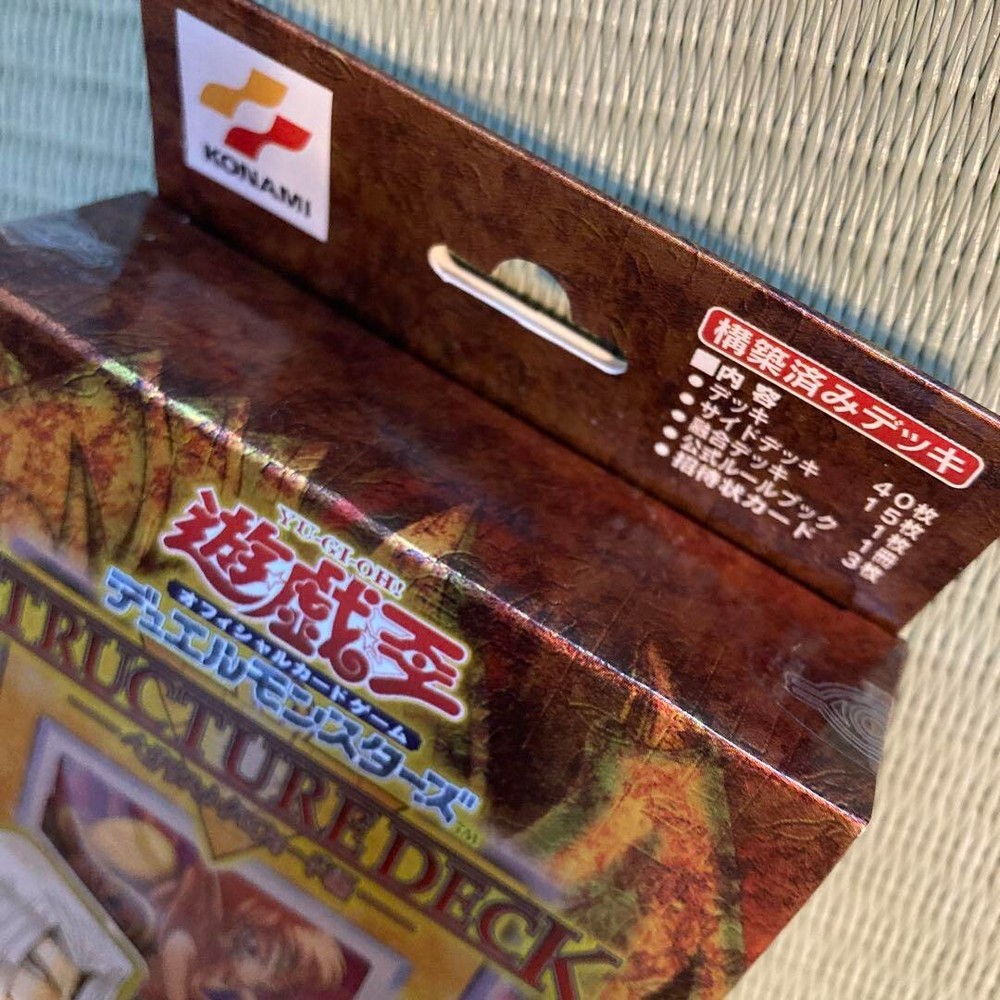 KONAMI
構築済みデッキ
■内 容
●デッキ 40枚
●サイドデッキ 15枚
●融合デッキ 1枚
●公式ルールブック 1冊
●招待状カード 3枚
YU-GI-OH!
遊戯王
オフィシャルカードゲーム
デュエルモンスターズ™
STRUCTURE DECK